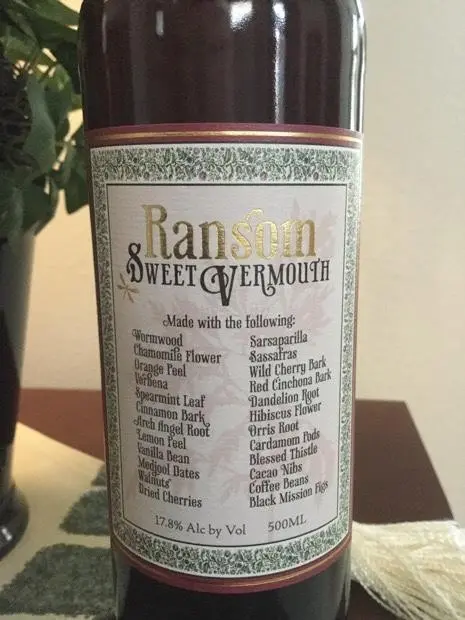 Ransom
Sweet Vermouth
Made with the following:
Wormwood
Chamomile Flower
Orange Peel
Verbena
Spearmint Leaf
Cinnamon Bark
Arch Angel Root
Lemon Peel
Vanilla Bean
Medjool Dates
Walnuts
Dried Cherries
Sarsaparilla
Sassafras
Wild Cherry Bark
Red Cinchona Bark
Dandelion Root
Hibiscus Flower
Orris Root
Cardamom Pods
Blessed Thistle
Cacao Nibs
Coffee Beans
Black Mission Figs
17.8% Alc by Vol 500ML